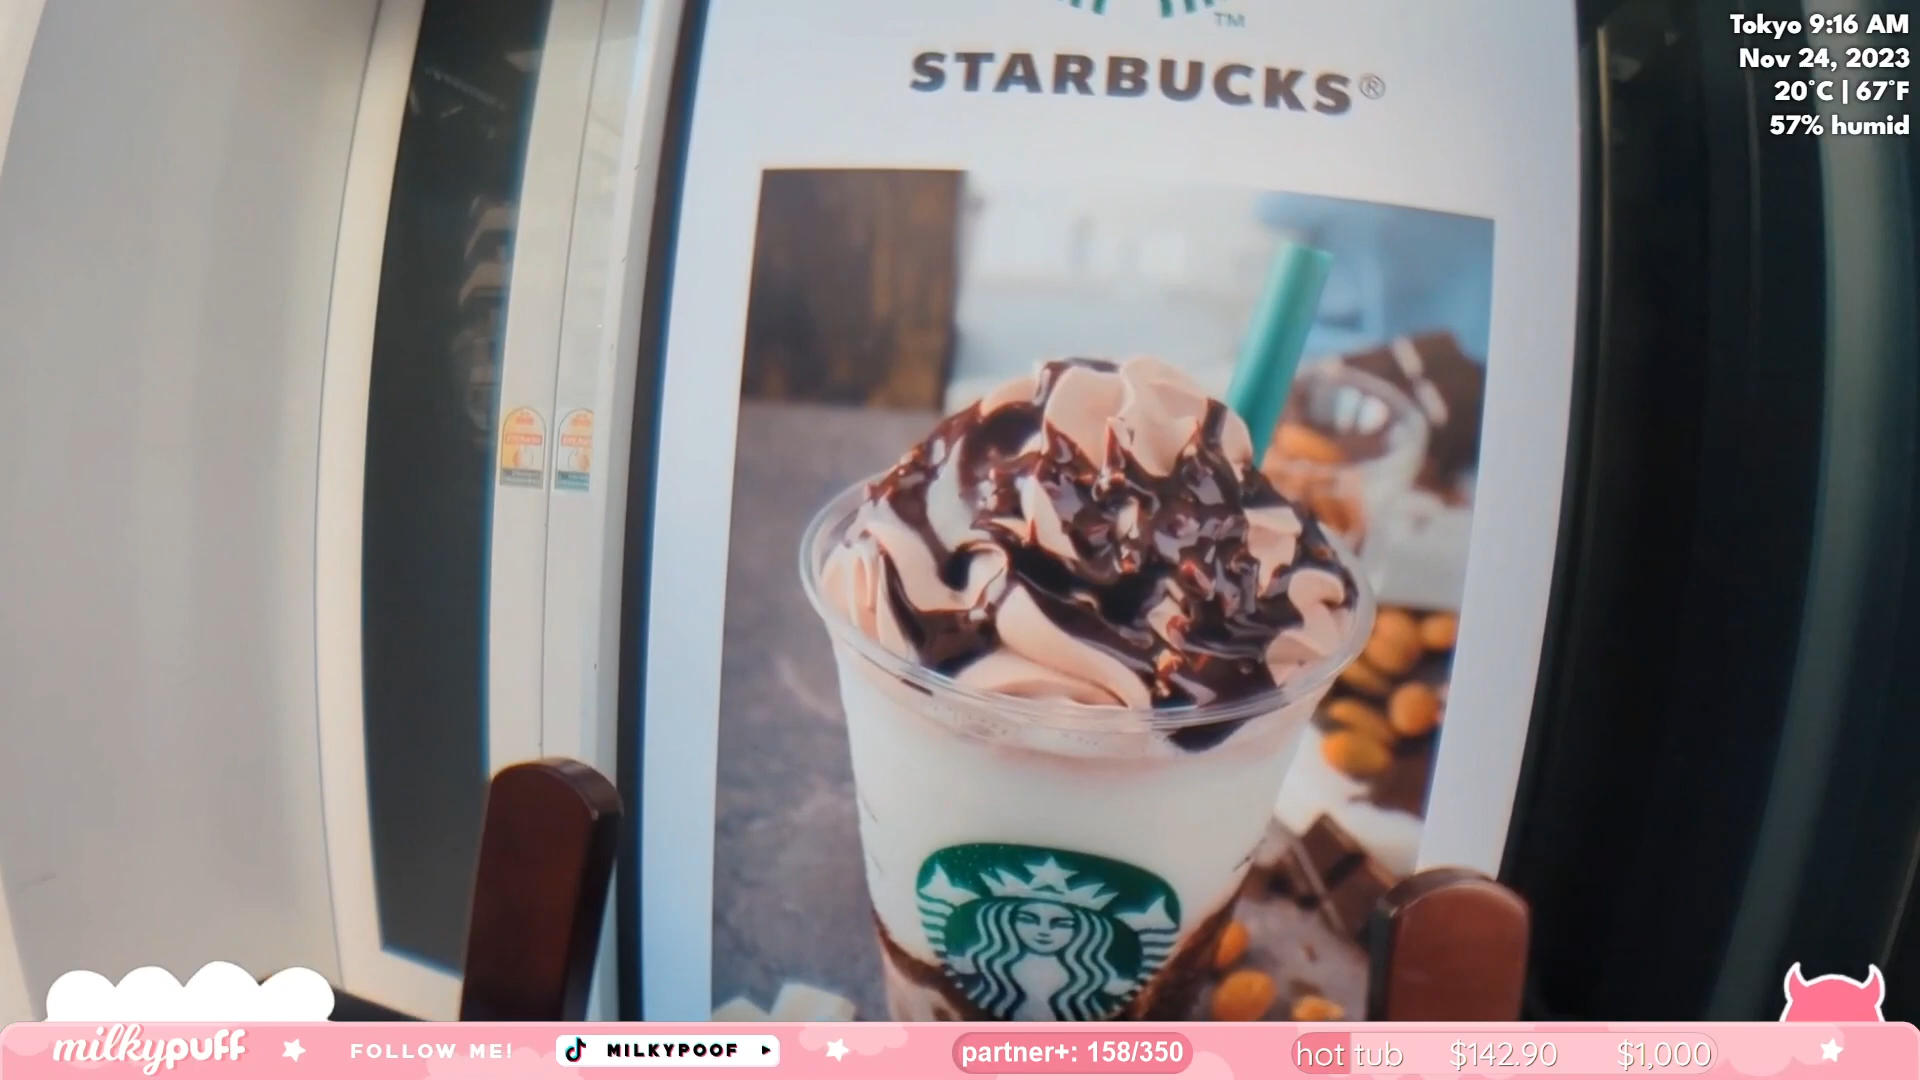 Tokyo 9:16 AM
Nov 24, 2023
20°C | 67°F
57% humid
TM
STARBUCKS®
milkypuff
FOLLOW ME!
MILKYPOOF
partner+: 158/350
hot tub $142.90 $1,000